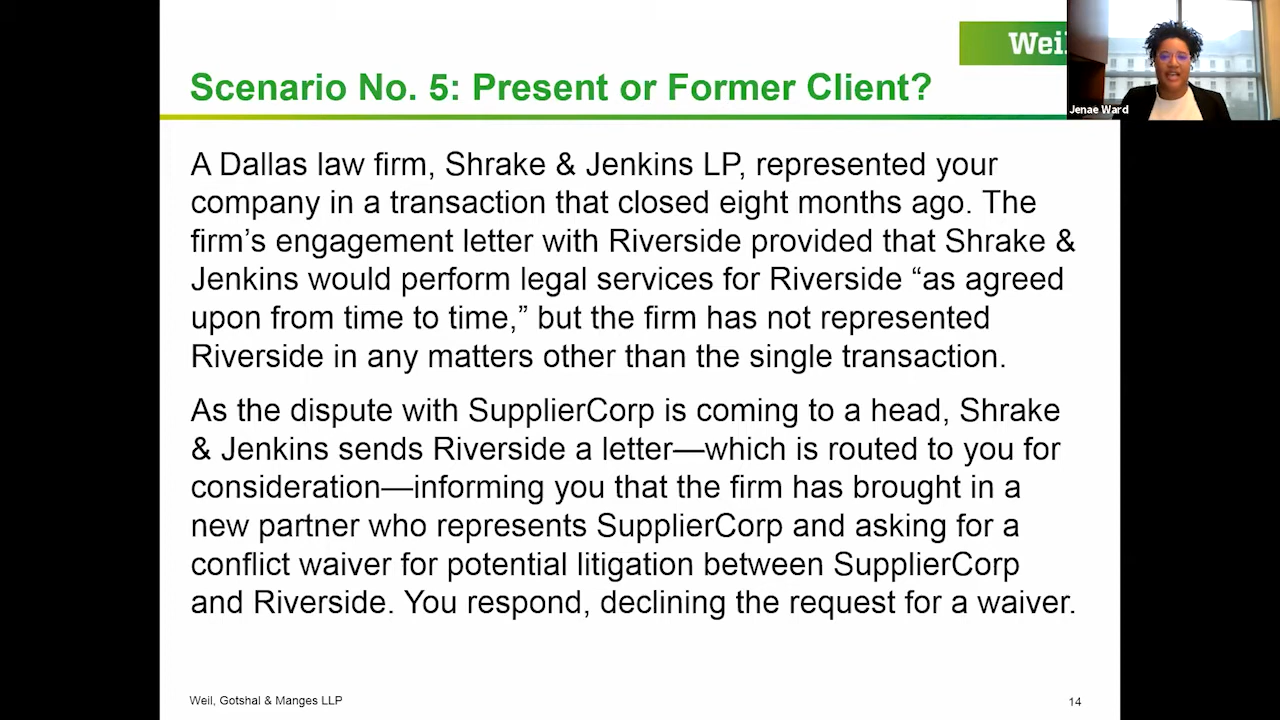 Weil
Jenae Ward
Scenario No. 5: Present or Former Client?
A Dallas law firm, Shrake & Jenkins LP, represented your
company in a transaction that closed eight months ago. The
firm’s engagement letter with Riverside provided that Shrake &
Jenkins would perform legal services for Riverside “as agreed
upon from time to time,” but the firm has not represented
Riverside in any matters other than the single transaction.
As the dispute with SupplierCorp is coming to a head, Shrake
& Jenkins sends Riverside a letter—which is routed to you for
consideration—informing you that the firm has brought in a
new partner who represents SupplierCorp and asking for a
conflict waiver for potential litigation between SupplierCorp
and Riverside. You respond, declining the request for a waiver.
Weil, Gotshal & Manges LLP
14